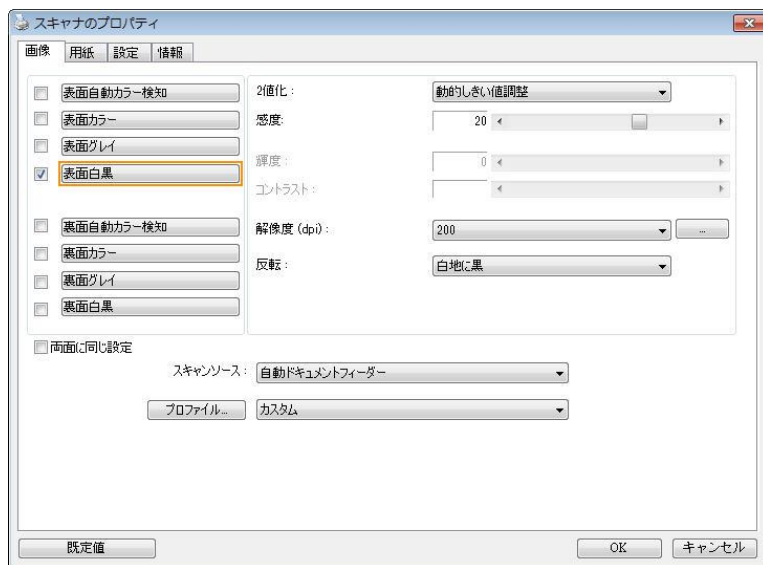 スキャナのプロパティ
画像 用紙 設定 情報
表面自動カラー検知
表面カラー
表面グレイ
表面白黒
裏面自動カラー検知
裏面カラー
裏面グレイ
裏面白黒
2値化: 動的しきい値調整
感度: 20
輝度: 0
コントラスト:
解像度 (dpi): 200 ...
反転: 白地に黒
両面に同じ設定
スキャンソース: 自動ドキュメントフィーダー
プロファイル... カスタム
既定値 OK キャンセル